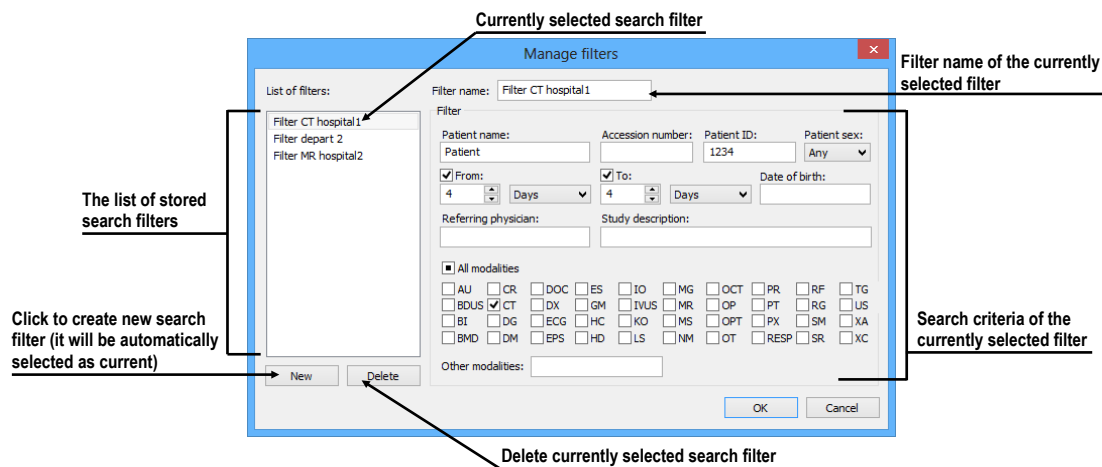 Currently selected search filter
Manage filters
Filter name of the currently
selected filter
List of filters:
Filter name: Filter CT hospital1
Filter CT hospital1
Filter depart 2
Filter MR hospital2
Filter
Patient name: Accession number: Patient ID: Patient sex:
Patient 1234 Any
From: To: Date of birth:
4 Days 4 Days
Referring physician: Study description:
The list of stored
search filters
All modalities
AU CR DOC ES IO MG OCT PR RF TG
BDUS CT DX GM IVUS MR OP PT RG US
BI DG ECG HC KO MS OPT PX SM XA
BMD DM EPS HD LS NM OT RESP SR XC
Other modalities:
Click to create new search
filter (it will be automatically
selected as current)
Search criteria of the
currently selected filter
New Delete
OK Cancel
Delete currently selected search filter